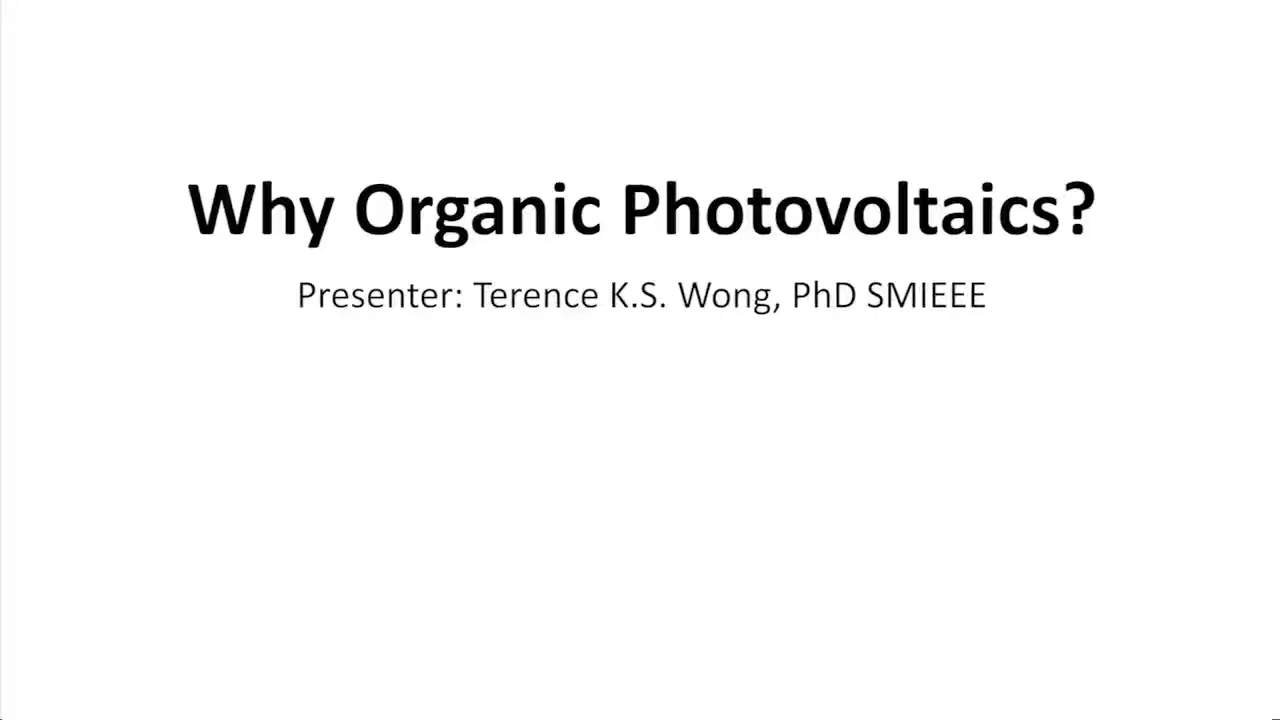 Why Organic Photovoltaics?
Presenter: Terence K.S. Wong, PhD SMIEEE